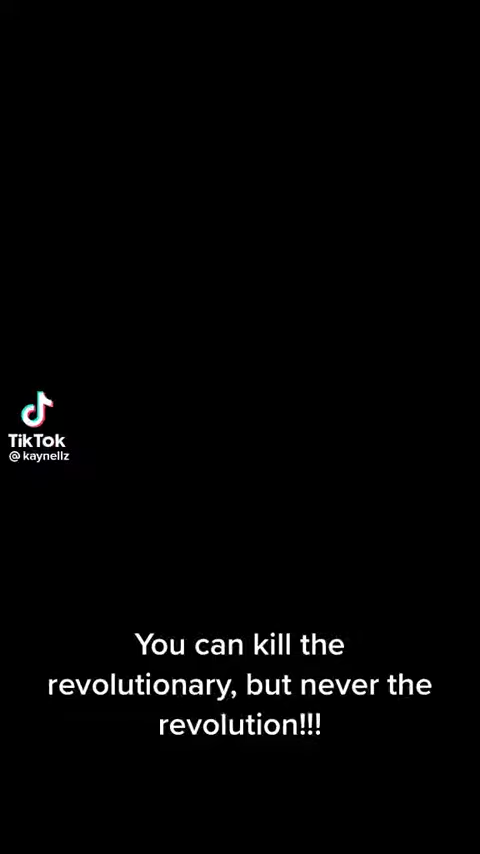 TikTok
@ kaynellz
You can kill the
revolutionary, but never the
revolution!!!